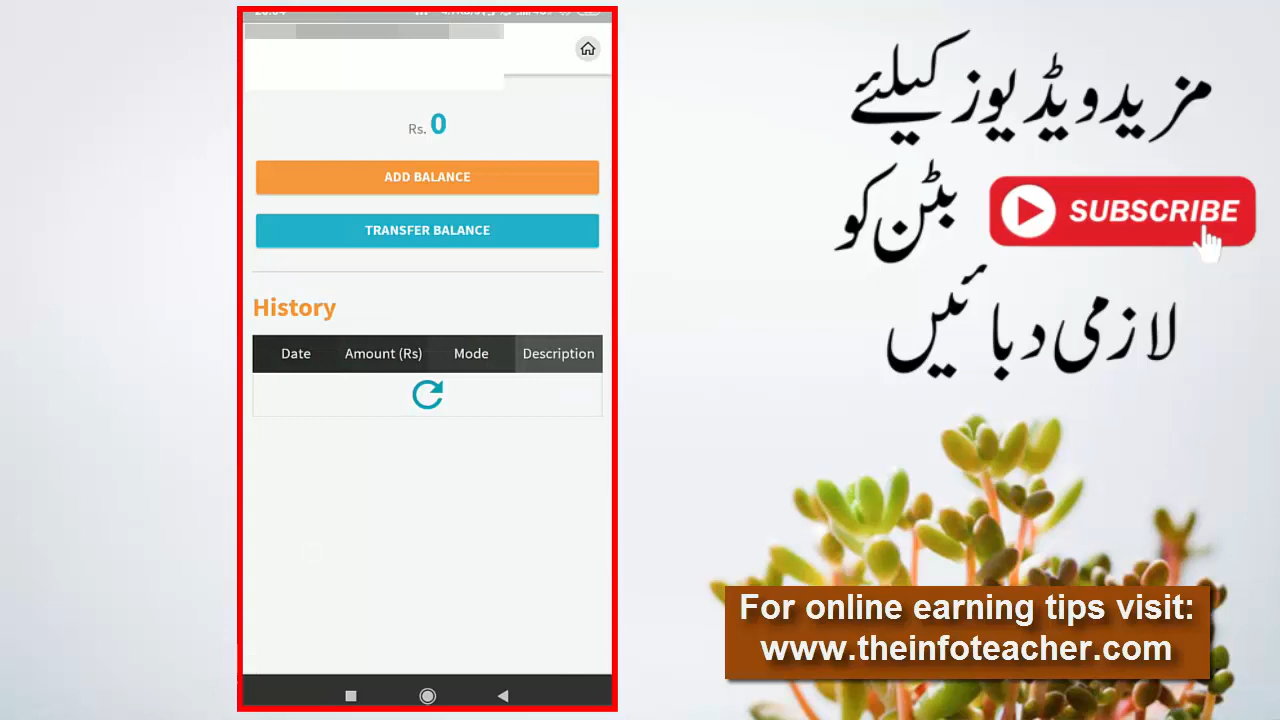 Rs. 0
ADD BALANCE
TRANSFER BALANCE
History
Date Amount (Rs) Mode Description
مزید ویڈیوز کیلئے
SUBSCRIBE بٹن کو
لازمی دبائیں
For online earning tips visit:
www.theinfoteacher.com